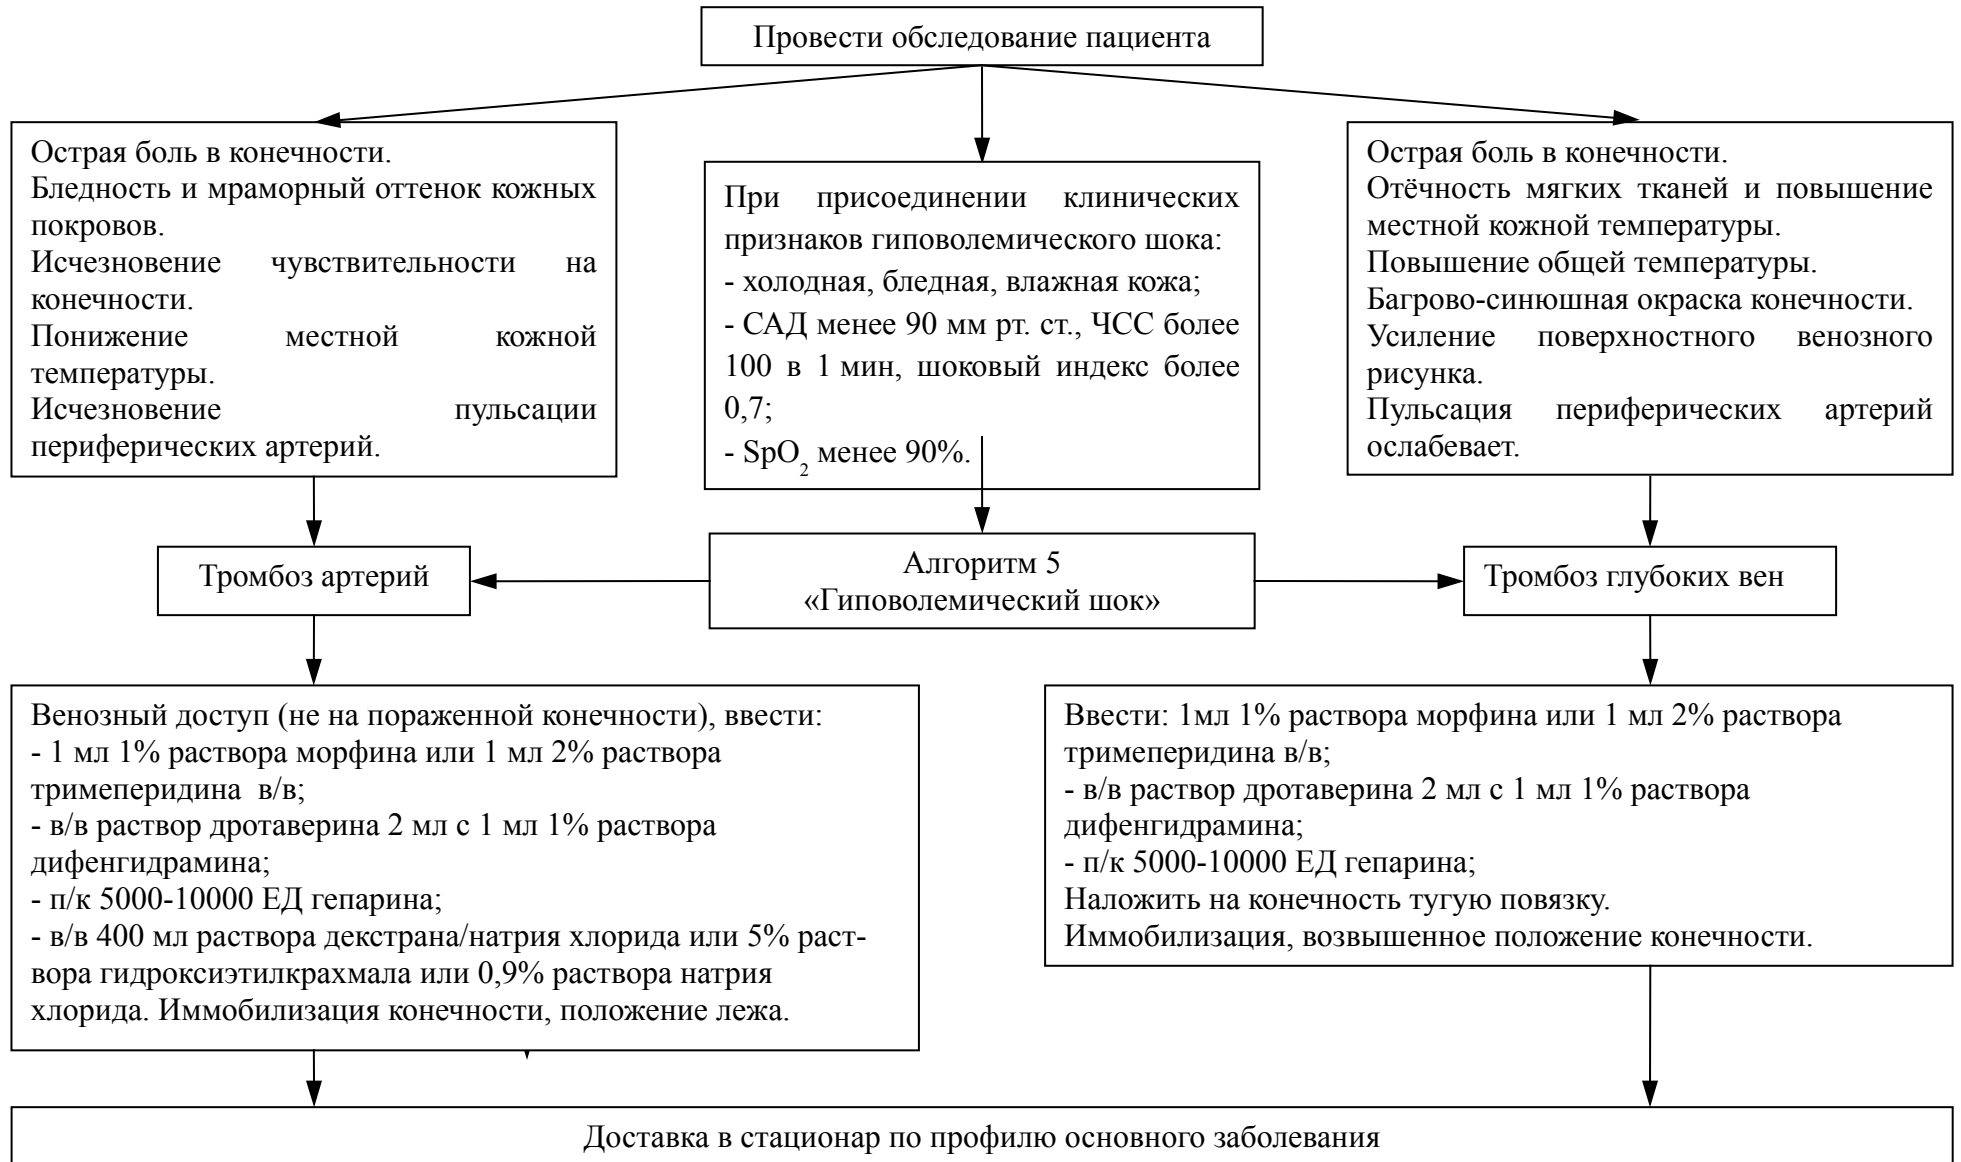 Провести обследование пациента
Острая боль в конечности.
Бледность и мраморный оттенок кожных
покровов.
Исчезновение чувствительности на
конечности.
Понижение местной кожной
температуры.
Исчезновение пульсации
периферических артерий.
При присоединении клинических
признаков гиповолемического шока:
- холодная, бледная, влажная кожа;
- САД менее 90 мм рт. ст., ЧСС более
100 в 1 мин, шоковый индекс более
0,7;
- SpO2 менее 90%.
Острая боль в конечности.
Отёчность мягких тканей и повышение
местной кожной температуры.
Повышение общей температуры.
Багрово-синюшная окраска конечности.
Усиление поверхностного венозного
рисунка.
Пульсация периферических артерий
ослабевает.
Тромбоз артерий
Алгоритм 5
«Гиповолемический шок»
Тромбоз глубоких вен
Венозный доступ (не на пораженной конечности), ввести:
- 1 мл 1% раствора морфина или 1 мл 2% раствора
тримеперидина в/в;
- в/в раствор дротаверина 2 мл с 1 мл 1% раствора
дифенгидрамина;
- п/к 5000-10000 ЕД гепарина;
- в/в 400 мл раствора декстрана/натрия хлорида или 5% раст-
вора гидроксиэтилкрахмала или 0,9% раствора натрия
хлорида. Иммобилизация конечности, положение лежа.
Ввести: 1мл 1% раствора морфина или 1 мл 2% раствора
тримеперидина в/в;
- в/в раствор дротаверина 2 мл с 1 мл 1% раствора
дифенгидрамина;
- п/к 5000-10000 ЕД гепарина;
Наложить на конечность тугую повязку.
Иммобилизация, возвышенное положение конечности.
Доставка в стационар по профилю основного заболевания